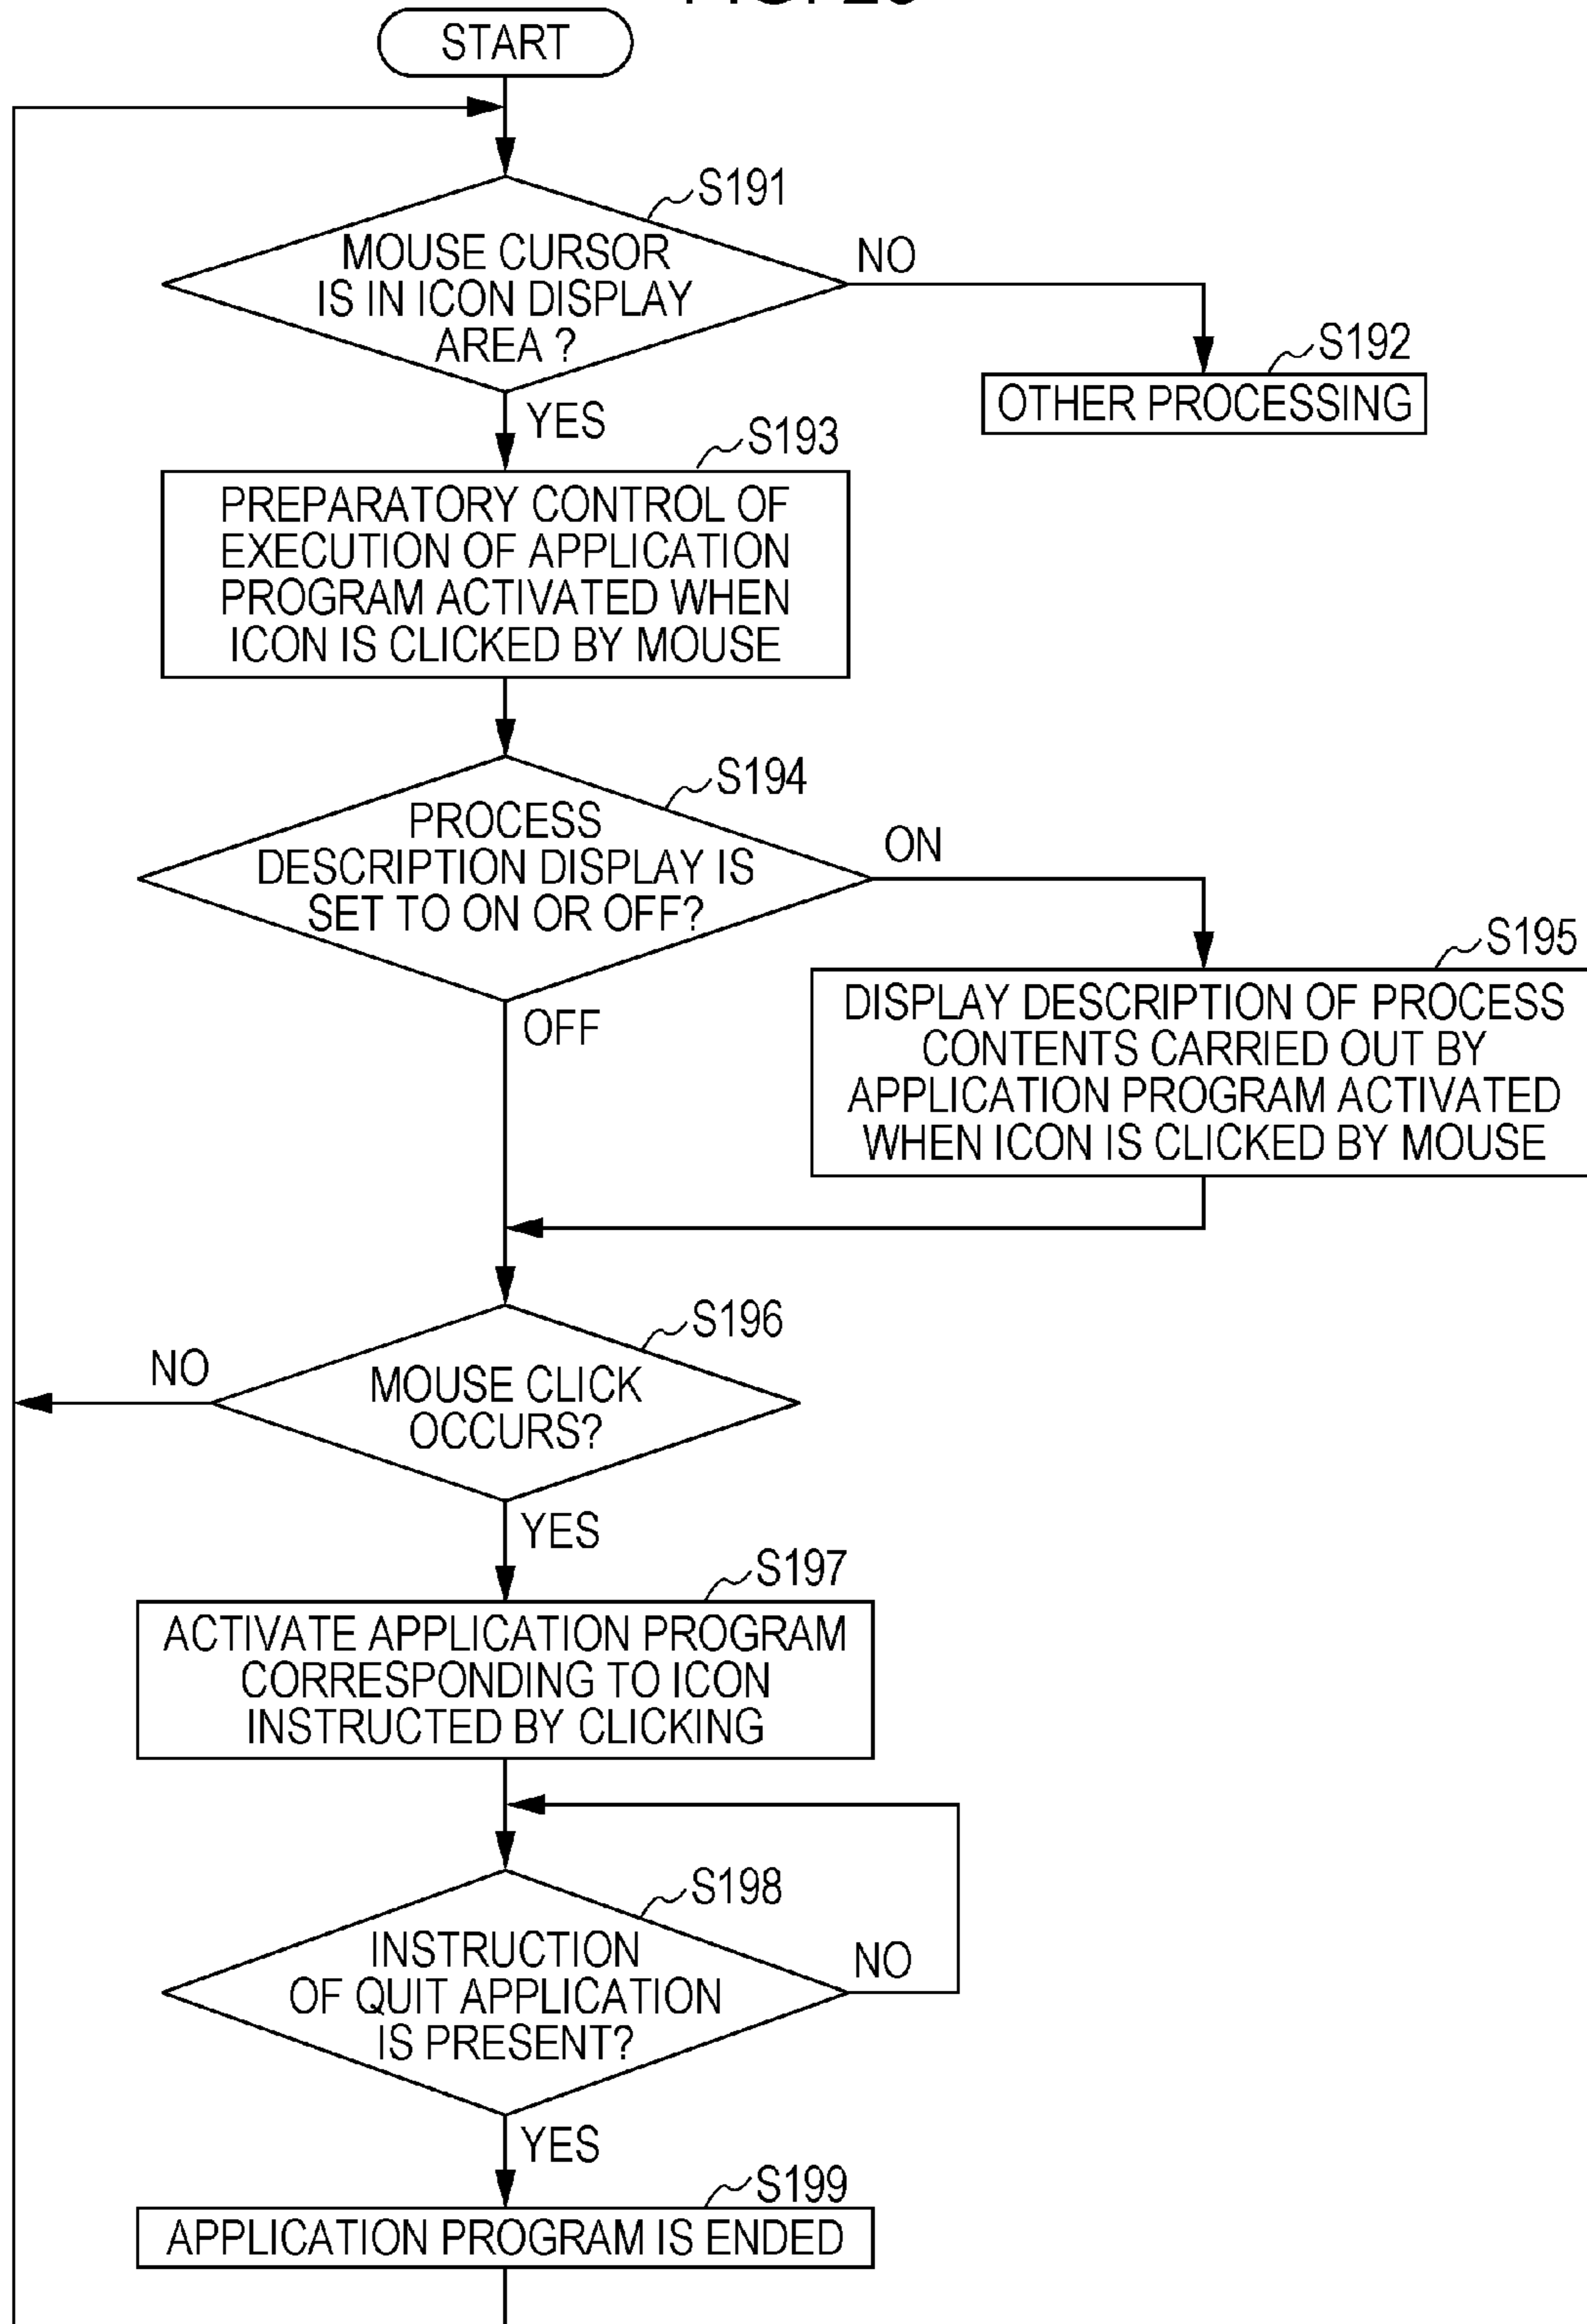 START
S191
MOUSE CURSOR
IS IN ICON DISPLAY
AREA ?
NO
S192
OTHER PROCESSING
YES
S193
PREPARATORY CONTROL OF
EXECUTION OF APPLICATION
PROGRAM ACTIVATED WHEN
ICON IS CLICKED BY MOUSE
S194
PROCESS
DESCRIPTION DISPLAY IS
SET TO ON OR OFF?
ON
S195
DISPLAY DESCRIPTION OF PROCESS
CONTENTS CARRIED OUT BY
APPLICATION PROGRAM ACTIVATED
WHEN ICON IS CLICKED BY MOUSE
OFF
S196
NO
MOUSE CLICK
OCCURS?
YES
S197
ACTIVATE APPLICATION PROGRAM
CORRESPONDING TO ICON
INSTRUCTED BY CLICKING
S198
INSTRUCTION
OF QUIT APPLICATION
IS PRESENT?
NO
YES
S199
APPLICATION PROGRAM IS ENDED